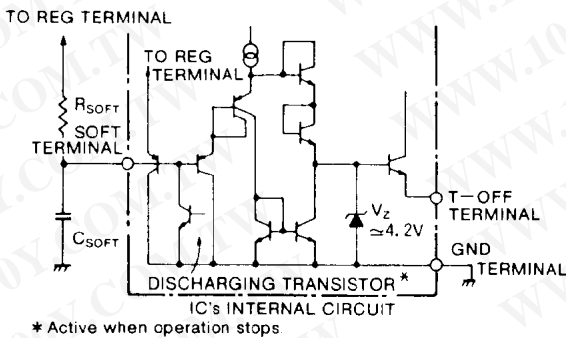 TO REG TERMINAL
TO REG
TERMINAL
RSOFT
SOFT
TERMINAL
CSOFT
VZ
≃4.2V
T−OFF
TERMINAL
GND
TERMINAL
DISCHARGING TRANSISTOR*
IC's INTERNAL CIRCUIT
* Active when operation stops.